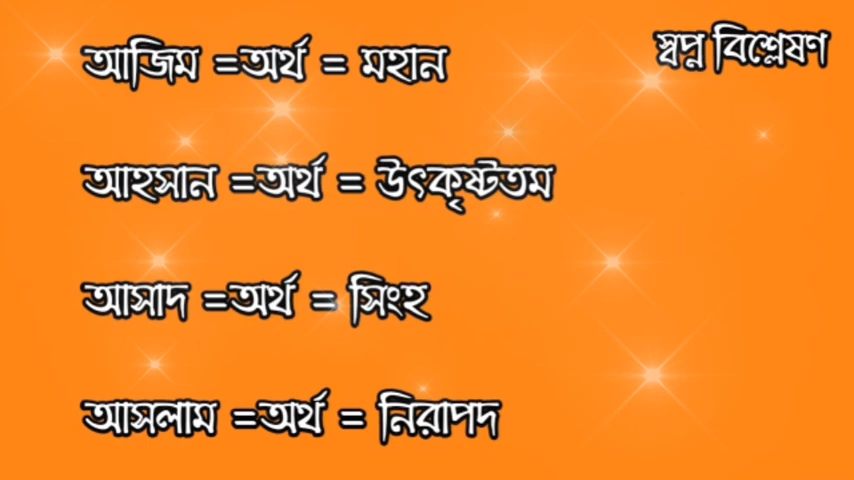 স্বপ্ন বিশ্লেষণ
আজিম =অর্থ = মহান
আহসান =অর্থ = উৎকৃষ্টতম
আসাদ =অর্থ = সিংহ
আসলাম =অর্থ = নিরাপদ